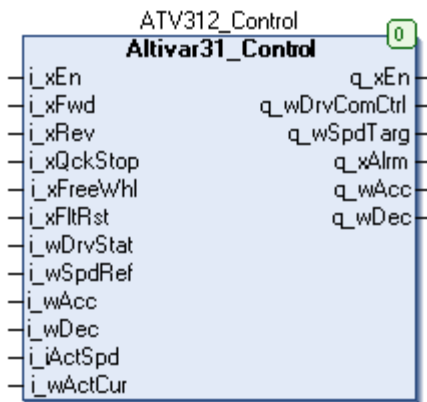 ATV312_Control
0
Altivar31_Control
i_xEn q_xEn
i_xFwd q_wDrvComCtrl
i_xRev q_wSpdTarg
i_xQckStop q_xAlrm
i_xFreeWhl q_wAcc
i_xFltRst q_wDec
i_wDrvStat
i_wSpdRef
i_wAcc
i_wDec
i_iActSpd
i_wActCur